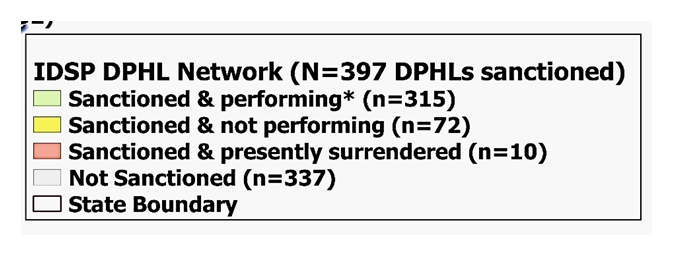 IDSP DPHL Network (N=397 DPHLs sanctioned)
Sanctioned & performing* (n=315)
Sanctioned & not performing (n=72)
Sanctioned & presently surrendered (n=10)
Not Sanctioned (n=337)
State Boundary